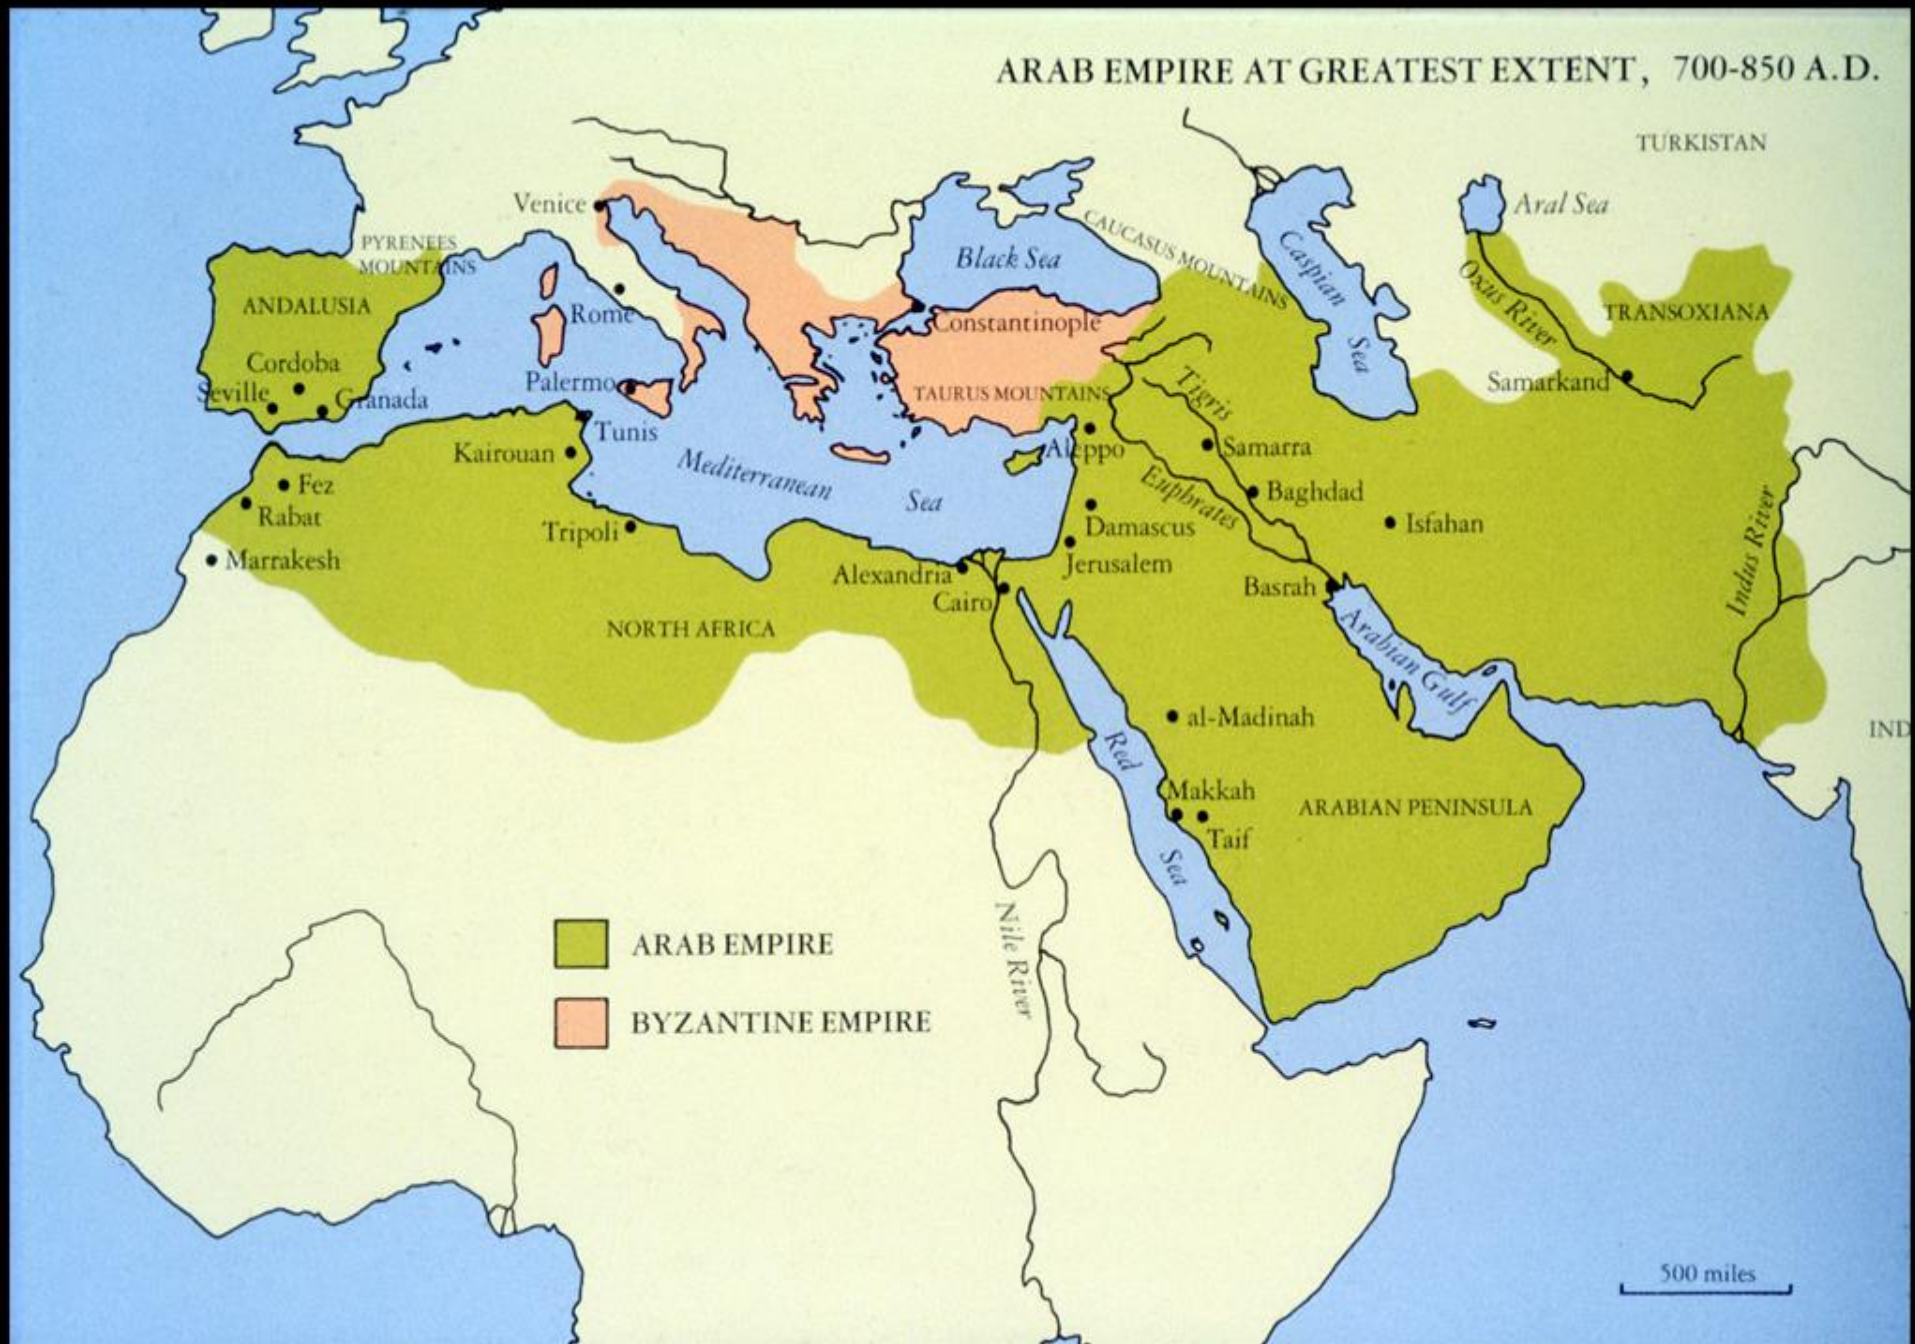 ARAB EMPIRE AT GREATEST EXTENT, 700-850 A.D.
TURKISTAN
Aral Sea
Venice
PYRENEES
MOUNTAINS
CAUCASUS MOUNTAINS
Black Sea
Caspian
Sea
Oxus River
TRANSOXIANA
ANDALUSIA
Rome
Constantinople
Cordoba
Seville
Granada
Palermo
TAURUS MOUNTAINS
Tigris
Samarkand
Tunis
Kairouan
Mediterranean
Sea
Aleppo
Samarra
Euphrates
Baghdad
Isfahan
Indus River
Fez
Rabat
Tripoli
Damascus
Marrakesh
Jerusalem
Alexandria
Cairo
Basrah
Arabian Gulf
NORTH AFRICA
al-Madinah
IND
Red
Sea
Makkah
Taif
ARABIAN PENINSULA
Nile River
ARAB EMPIRE
BYZANTINE EMPIRE
500 miles